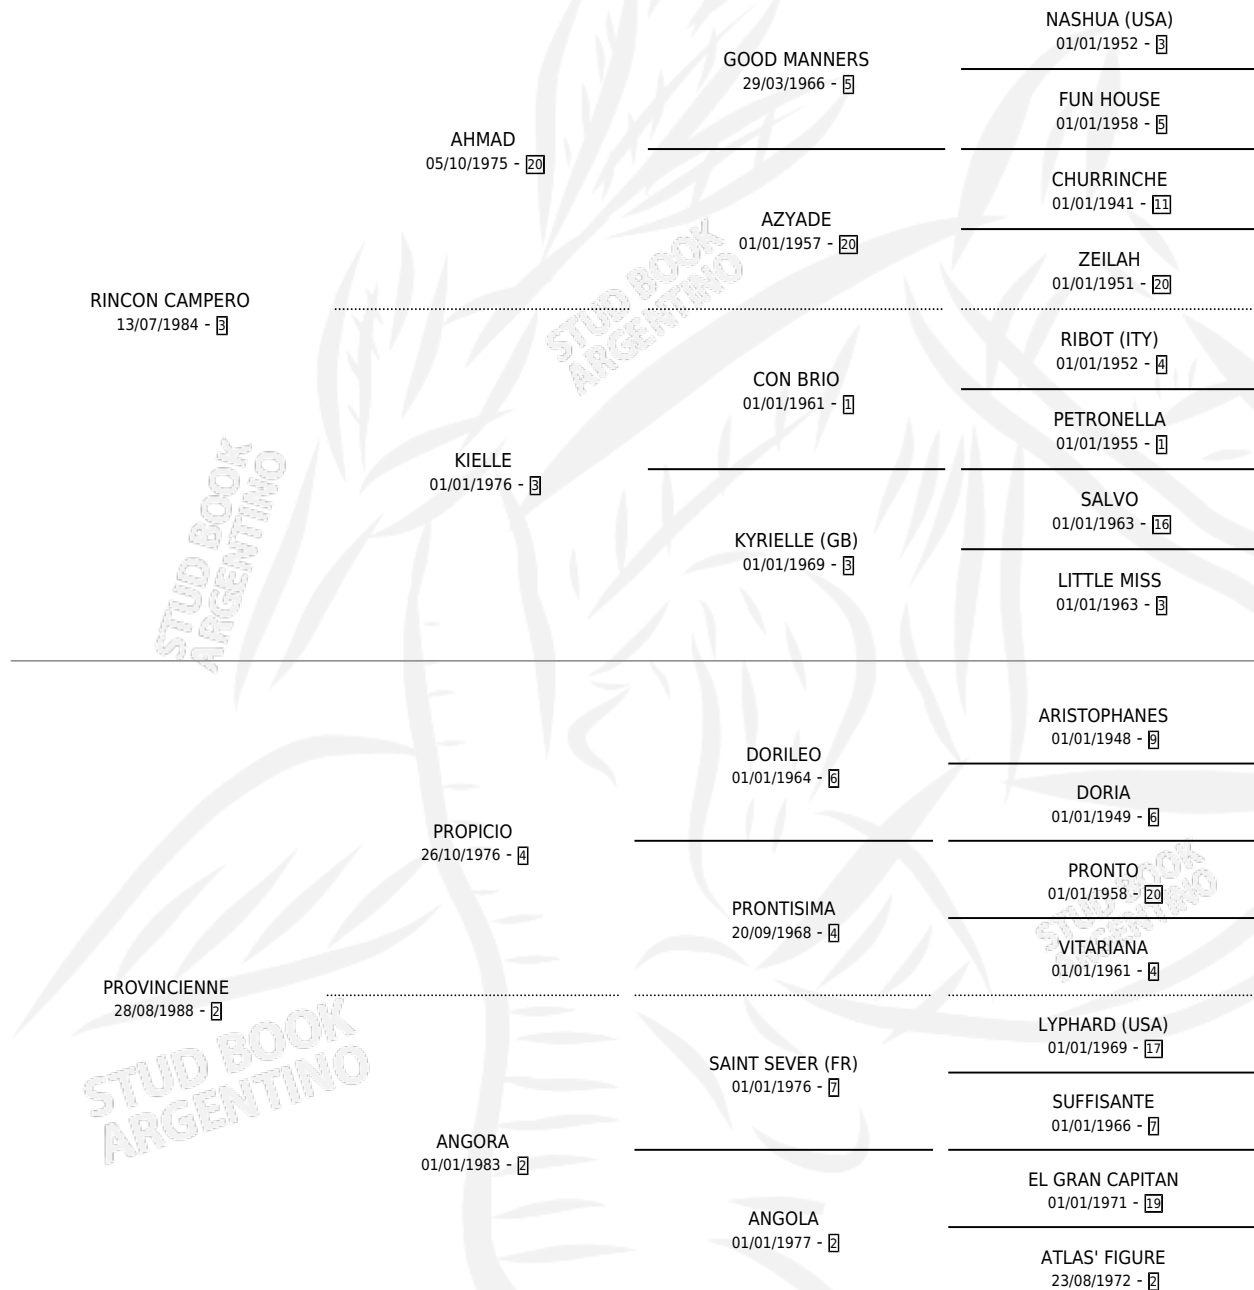 NASHUA (USA)
01/01/1952 - 3
GOOD MANNERS
29/03/1966 - 5
FUN HOUSE
01/01/1958 - 5
AHMAD
05/10/1975 - 20
CHURRINCHE
01/01/1941 - 11
AZYADE
01/01/1957 - 20
ZEILAH
01/01/1951 - 20
RINCON CAMPERO
13/07/1984 - 3
RIBOT (ITY)
01/01/1952 - 4
CON BRIO
01/01/1961 - 1
PETRONELLA
01/01/1955 - 1
KIELLE
01/01/1976 - 3
SALVO
01/01/1963 - 16
KYRIELLE (GB)
01/01/1969 - 3
LITTLE MISS
01/01/1963 - 3
ARISTOPHANES
01/01/1948 - 9
DORILEO
01/01/1964 - 6
DORIA
01/01/1949 - 6
PROPICIO
26/10/1976 - 4
PRONTO
01/01/1958 - 20
PRONTISIMA
20/09/1968 - 4
VITARIANA
01/01/1961 - 4
PROVINCIENNE
28/08/1988 - 2
LYPHARD (USA)
01/01/1969 - 17
SAINT SEVER (FR)
01/01/1976 - 7
SUFFISANTE
01/01/1966 - 7
ANGORA
01/01/1983 - 2
EL GRAN CAPITAN
01/01/1971 - 19
ANGOLA
01/01/1977 - 2
ATLAS' FIGURE
23/08/1972 - 2
STUD BOOK
ARGENTINO
STUD BOOK
ARGENTINO
STUD BOOK
ARGENTINO
STUD BOOK
ARGENTINO